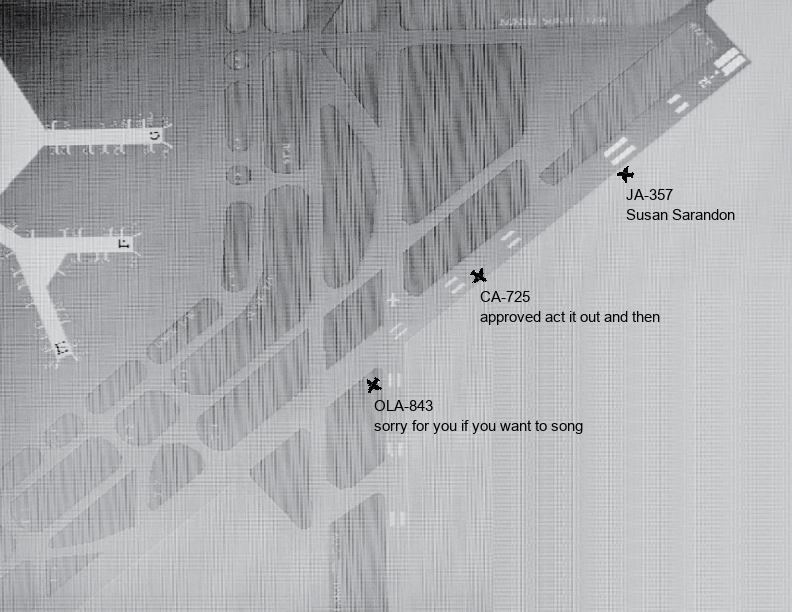 G
F
E
JA-357
Susan Sarandon
CA-725
approved act it out and then
OLA-843
sorry for you if you want to song